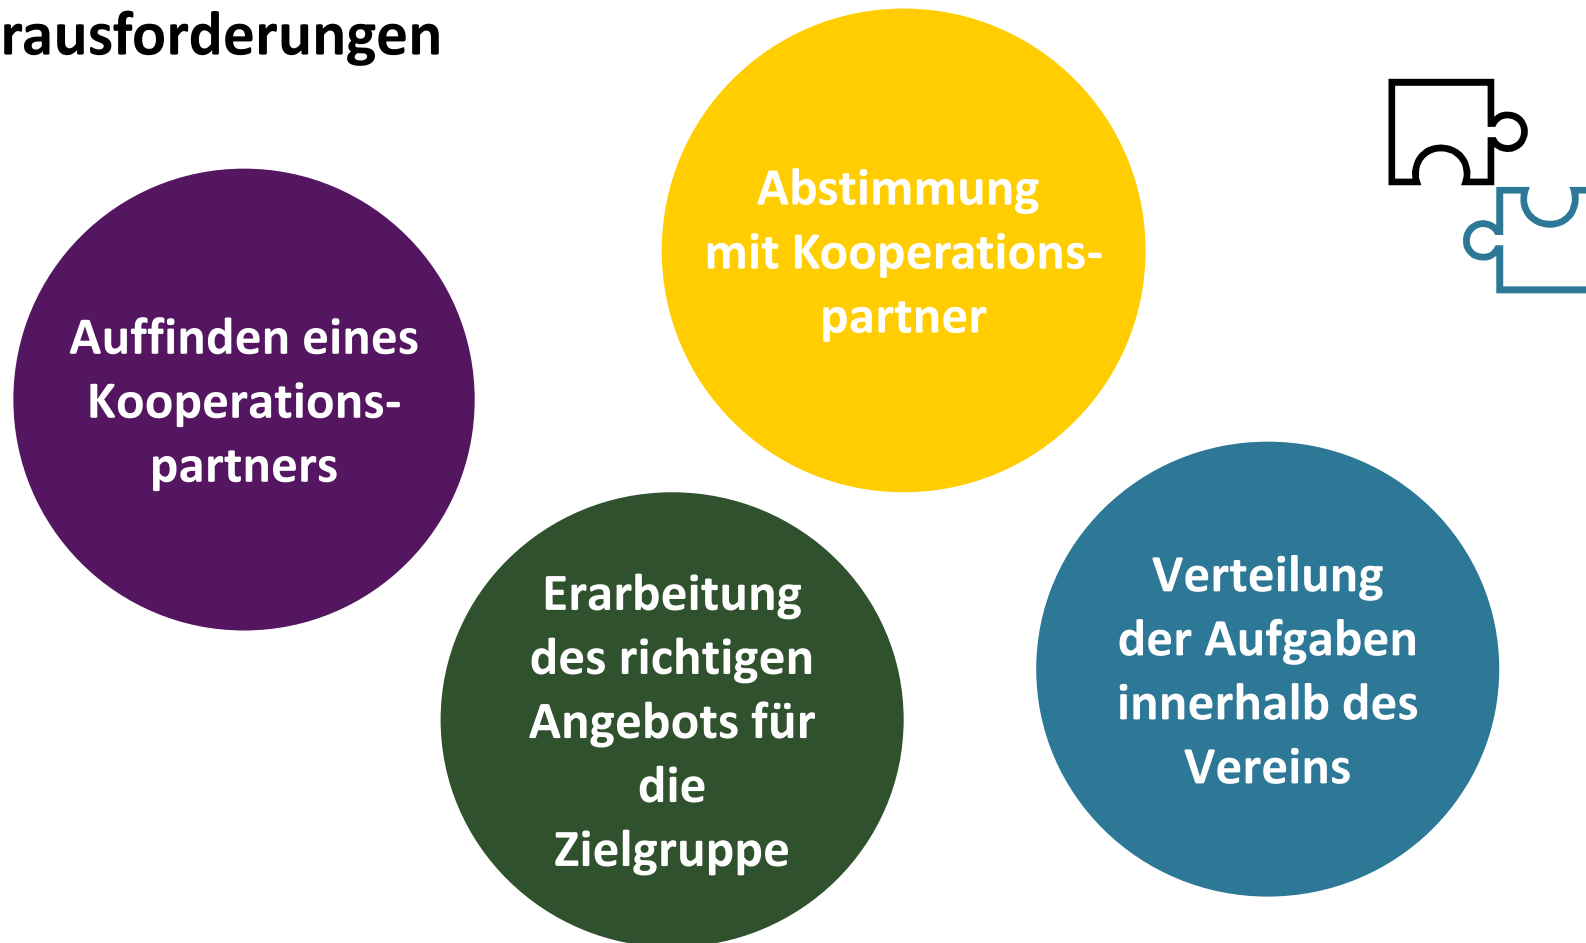 rausforderungen
Auffinden eines
Kooperations-
partners
Abstimmung
mit Kooperations-
partner
Erarbeitung
des richtigen
Angebots für
die
Zielgruppe
Verteilung
der Aufgaben
innerhalb des
Vereins